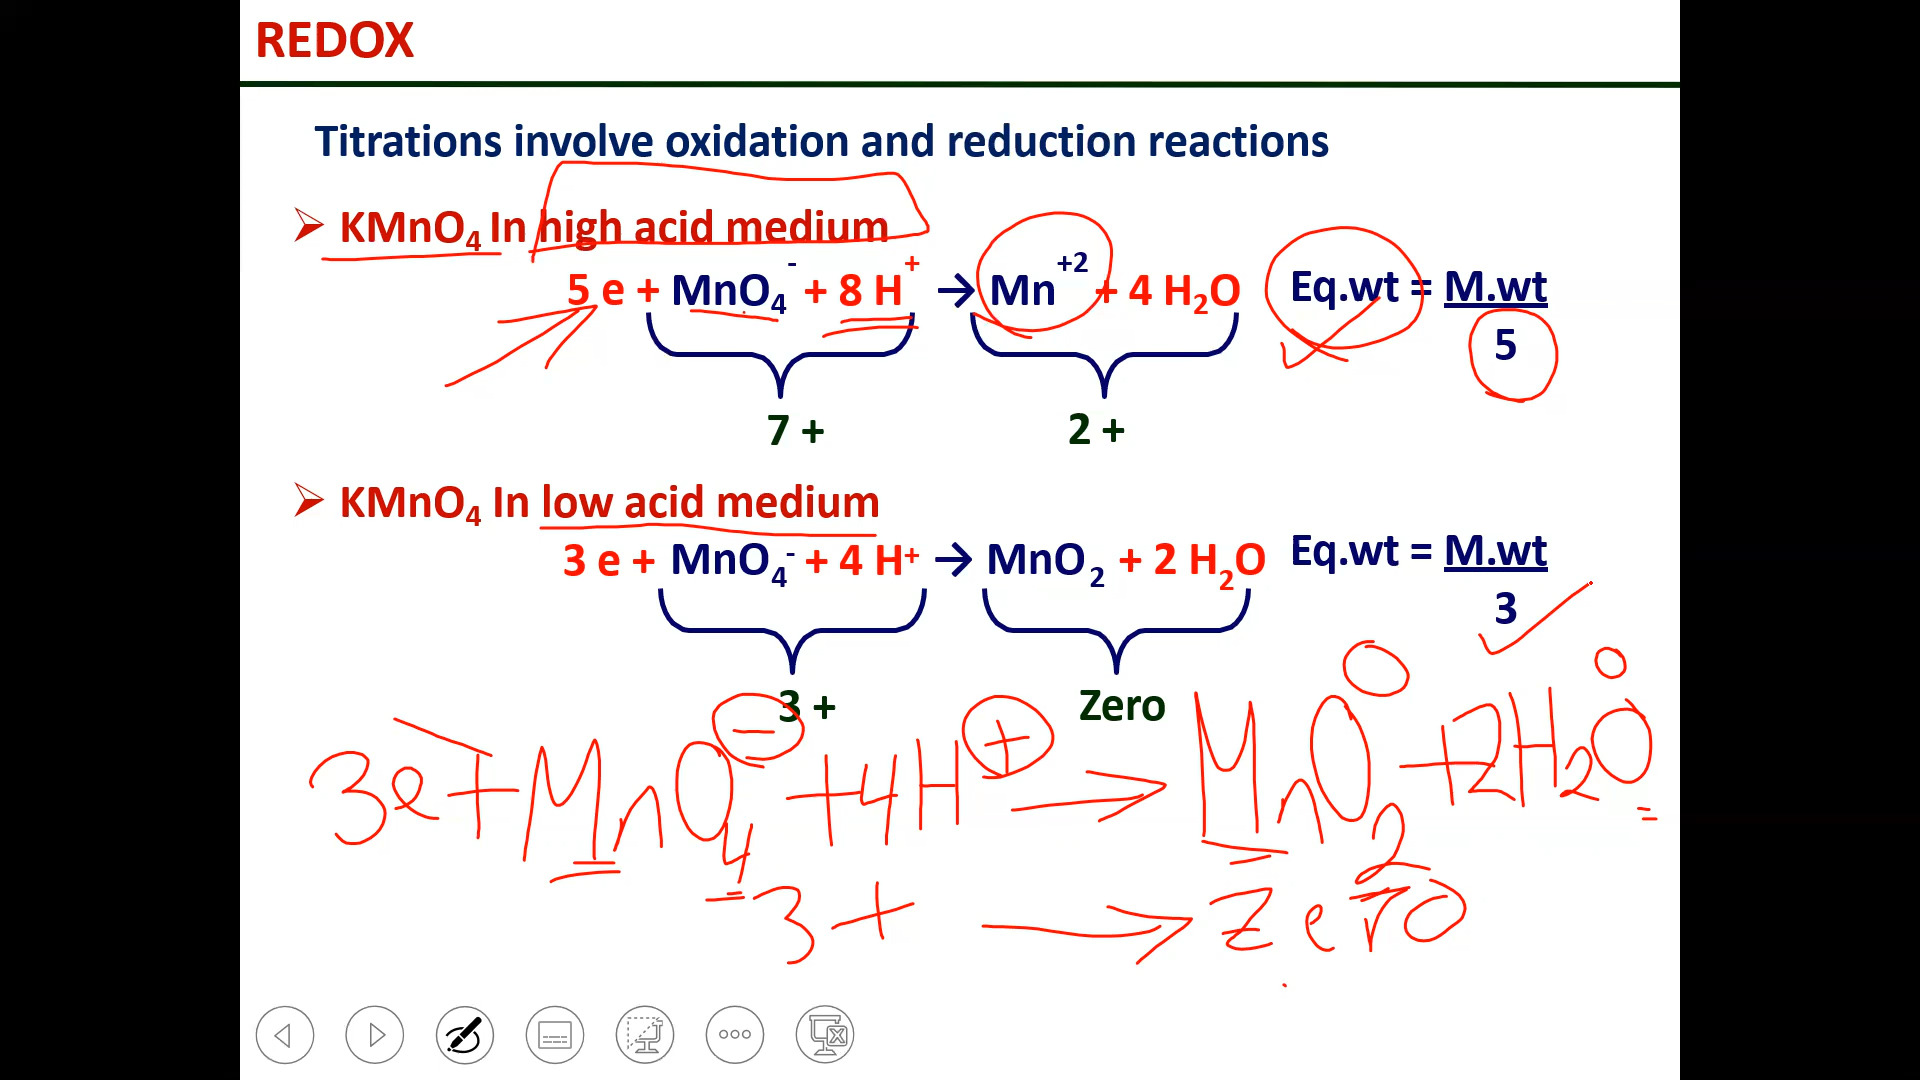 REDOX
Titrations involve oxidation and reduction reactions
➢ KMnO₄ In high acid medium
5 e + MnO₄⁻ + 8 H⁺ → Mn⁺² + 4 H₂O Eq.wt = M.wt
5
7 + 2 +
➢ KMnO₄ In low acid medium
3 e + MnO₄⁻ + 4 H⁺ → MnO₂ + 2 H₂O Eq.wt = M.wt
3
3 + Zero
3e + MnO₄⁻ + 4H⁺ → MnO₂ + 2H₂O
3 + → Zero